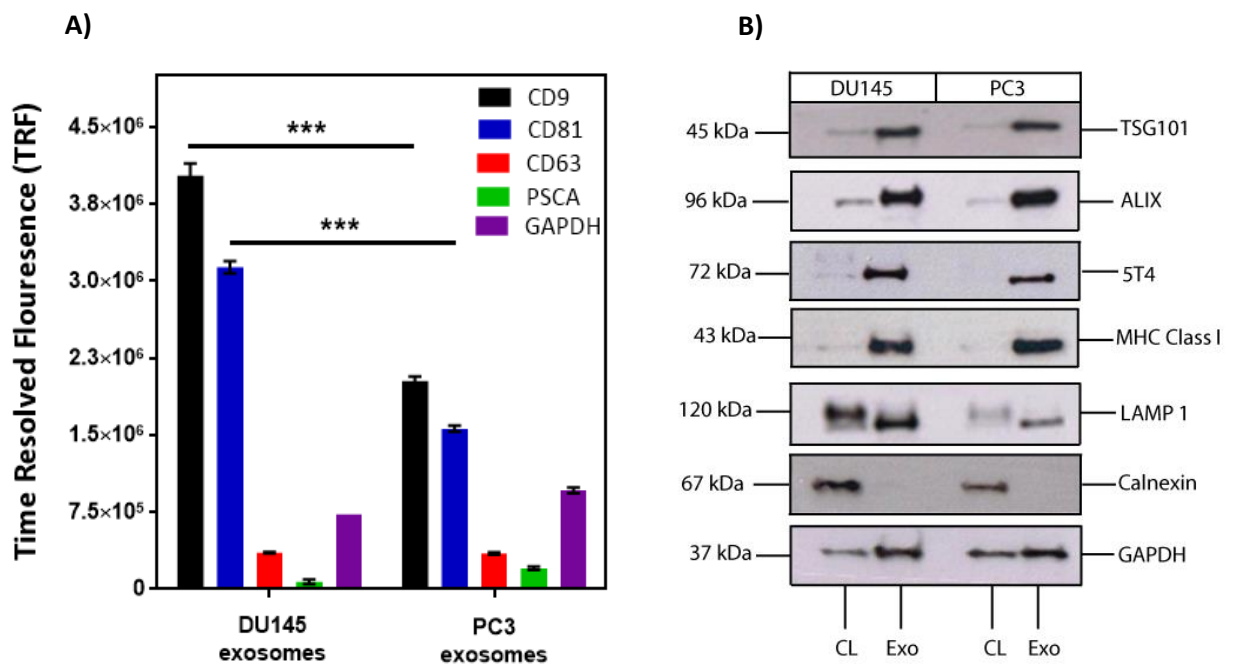 A)
Time Resolved Flouresence (TRF)
4.5×10⁶
3.8×10⁶
3.0×10⁶
2.3×10⁶
1.5×10⁶
7.5×10⁵
0
***
***
CD9
CD81
CD63
PSCA
GAPDH
DU145
exosomes
PC3
exosomes
B)
DU145 PC3
45 kDa TSG101
96 kDa ALIX
72 kDa 5T4
43 kDa MHC Class I
120 kDa LAMP 1
67 kDa Calnexin
37 kDa GAPDH
CL Exo CL Exo